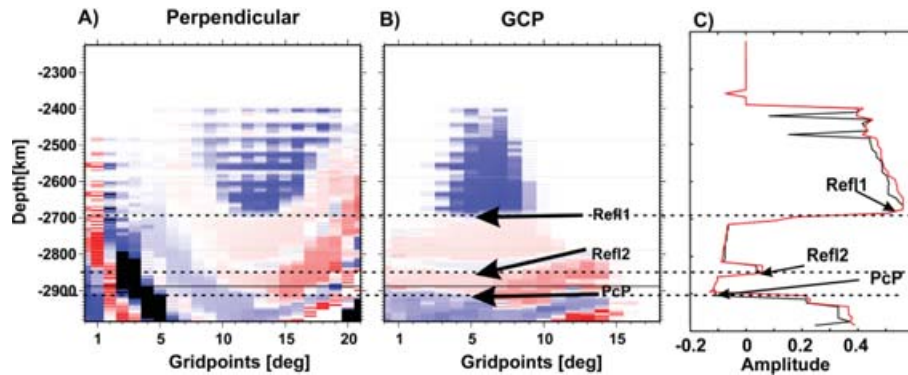 A) Perpendicular
B) GCP
C)
-2300
-2400
-2500
-2600
-2700
-2800
-2900
Depth[km]
1 5 10 15 20
Gridpoints [deg]
1 5 10 15
Gridpoints [deg]
Refl1
Refl2
PcP
Refl1
Refl2
PcP
-0.2 0 0.2 0.4
Amplitude